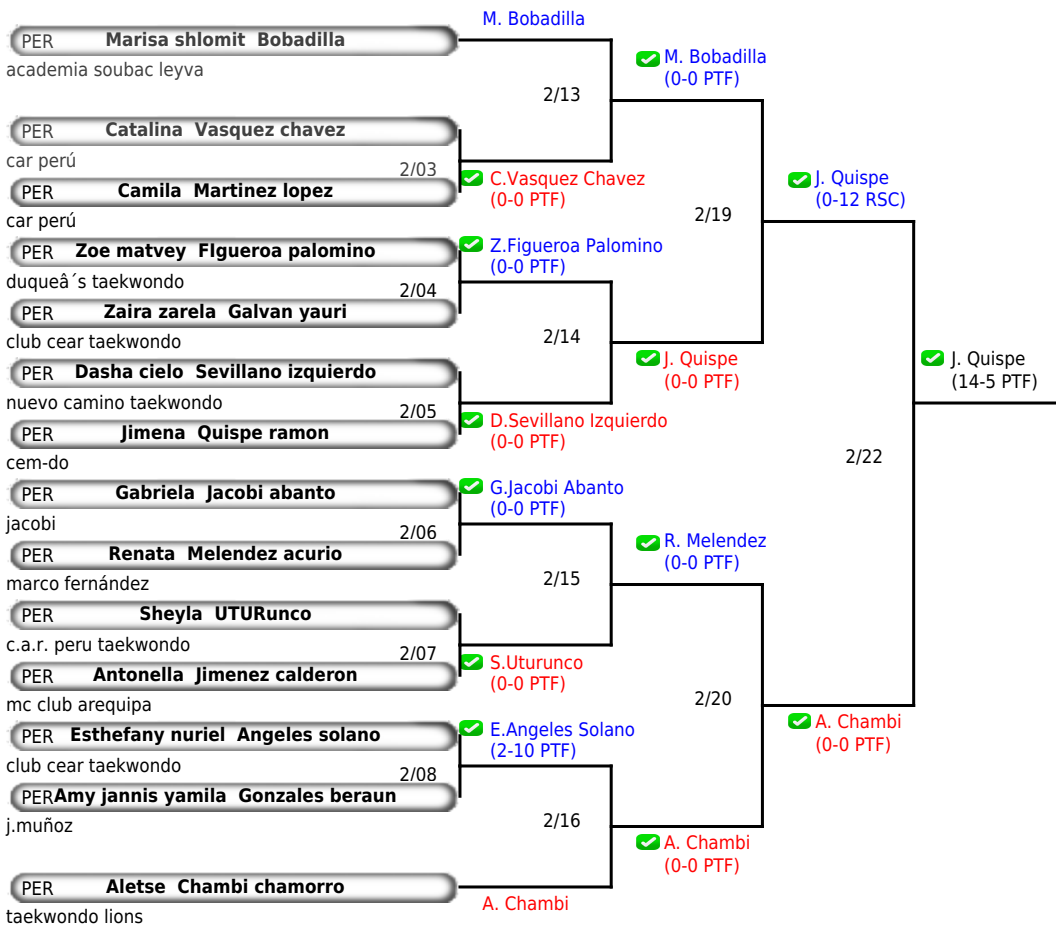 M. Bobadilla
PER Marisa shlomit Bobadilla
academia soubac leyva
2/13
M. Bobadilla
(0-0 PTF)
PER Catalina Vasquez chavez
car perú
2/03
PER Camila Martinez lopez
car perú
C.Vasquez Chavez
(0-0 PTF)
2/19
J. Quispe
(0-12 RSC)
PER Zoe matvey FIgueroa palomino
duqueâ´s taekwondo
2/04
Z.Figueroa Palomino
(0-0 PTF)
PER Zaira zarela Galvan yauri
club cear taekwondo
2/14
J. Quispe
(0-0 PTF)
PER Dasha cielo Sevillano izquierdo
nuevo camino taekwondo
2/05
PER Jimena Quispe ramon
cem-do
D.Sevillano Izquierdo
(0-0 PTF)
J. Quispe
(14-5 PTF)
2/22
PER Gabriela Jacobi abanto
jacobi
2/06
G.Jacobi Abanto
(0-0 PTF)
PER Renata Melendez acurio
marco fernández
2/15
R. Melendez
(0-0 PTF)
PER Sheyla UTURunco
c.a.r. peru taekwondo
2/07
PER Antonella Jimenez calderon
mc club arequipa
S.Uturunco
(0-0 PTF)
2/20
A. Chambi
(0-0 PTF)
PER Esthefany nuriel Angeles solano
club cear taekwondo
2/08
E.Angeles Solano
(2-10 PTF)
PER Amy jannis yamila Gonzales beraun
j.muñoz
2/16
A. Chambi
(0-0 PTF)
PER Aletse Chambi chamorro
taekwondo lions
A. Chambi